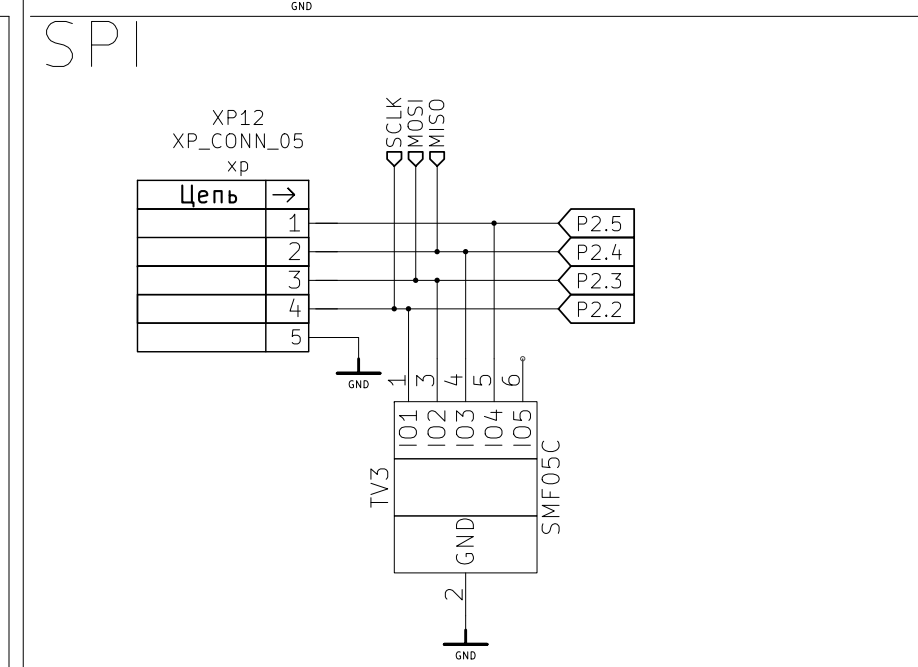 GND
SPI
XP12
XP_CONN_05
xp
SCLK
MOSI
MISO
Цепь →
1
2
3
4
5
P2.5
P2.4
P2.3
P2.2
GND
1
3
4
5
6
IO1
IO2
IO3
IO4
IO5
TV3
SMF05C
GND
2
GND